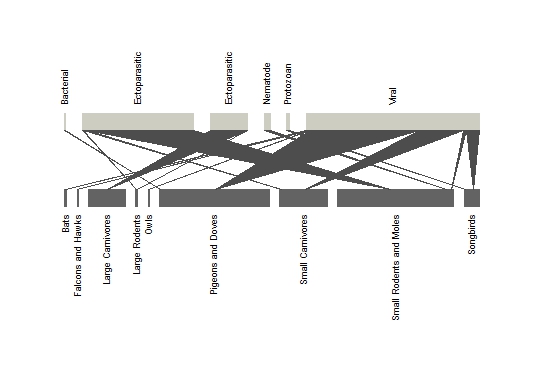 Bats
Falcons and Hawks
Large Carnivores
Large Rodents
Owls
Pigeons and Doves
Small Carnivores
Small Rodents and Moles
Songbirds
Bacterial
Ectoparasitic
Ectoparasitic
Nematode
Protozoan
Viral